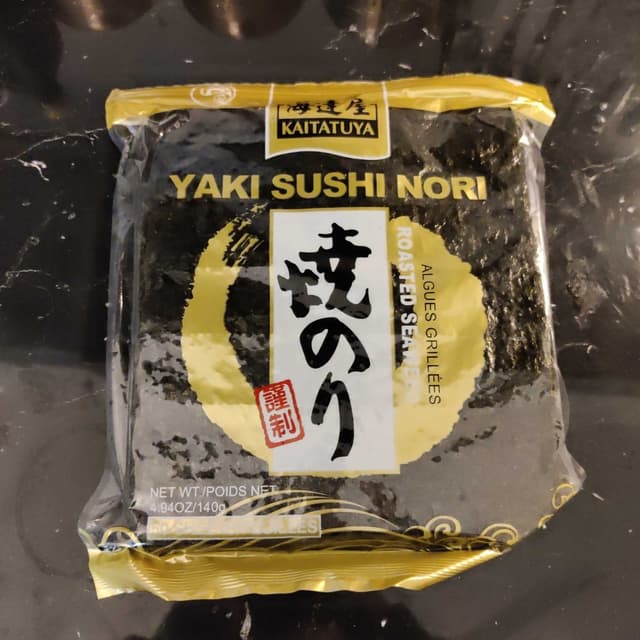 海達屋
KAITATUYA
YAKI SUSHI NORI
焼のり
謹製
ROASTED
ALGUES GRILLÉES
NET WT./POIDS NET
4.94OZ/140g